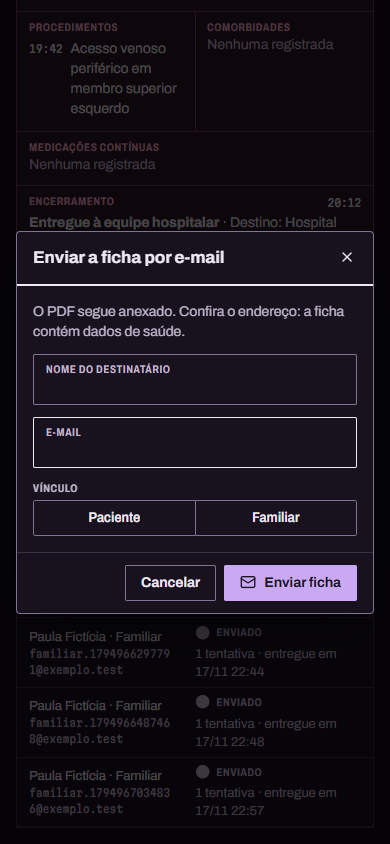 PROCEDIMENTOS
19:42 Acesso venoso
periférico em
membro superior
esquerdo
COMORBIDADES
Nenhuma registrada
MEDICAÇÕES CONTÍNUAS
Nenhuma registrada
ENCERRAMENTO 20:12
Entregue à equipe hospitalar · Destino: Hospital
Enviar a ficha por e-mail
O PDF segue anexado. Confira o endereço: a ficha
contém dados de saúde.
NOME DO DESTINATÁRIO
E-MAIL
VÍNCULO
Paciente Familiar
Cancelar Enviar ficha
Paula Fictícia · Familiar
familiar.179496629779
1@exemplo.test
ENVIADO
1 tentativa · entregue em
17/11 22:44
Paula Fictícia · Familiar
familiar.179496648746
8@exemplo.test
ENVIADO
1 tentativa · entregue em
17/11 22:48
Paula Fictícia · Familiar
familiar.179496703483
6@exemplo.test
ENVIADO
1 tentativa · entregue em
17/11 22:57